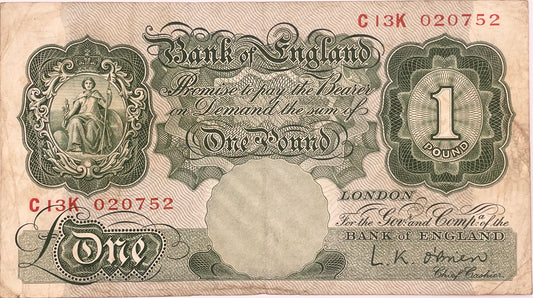 C13K 020752
Bank of England
Promise to pay the Bearer
on Demand the sum of
One Pound
1
POUND
C13K 020752
LONDON
For the Gov.r and Comp.a of the
BANK OF ENGLAND
L.K. O'Brien
Chief Cashier.
£ONE